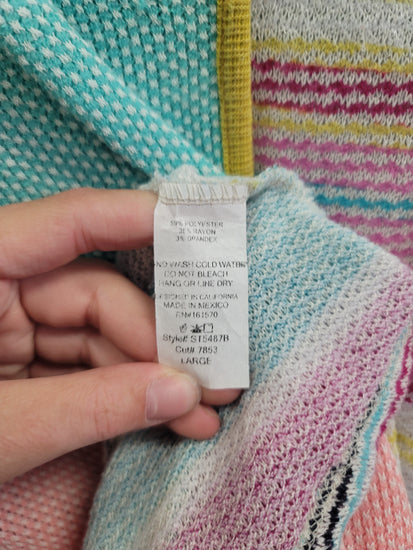 59% POLYESTER
38% RAYON
3% SPANDEX
ND WASH COLD WATER
DO NOT BLEACH
HANG OR LINE DRY
DESIGNED IN CALIFORNIA
MADE IN MEXICO
RN#161570
Style# ST5487B
Cut# 7853
LARGE